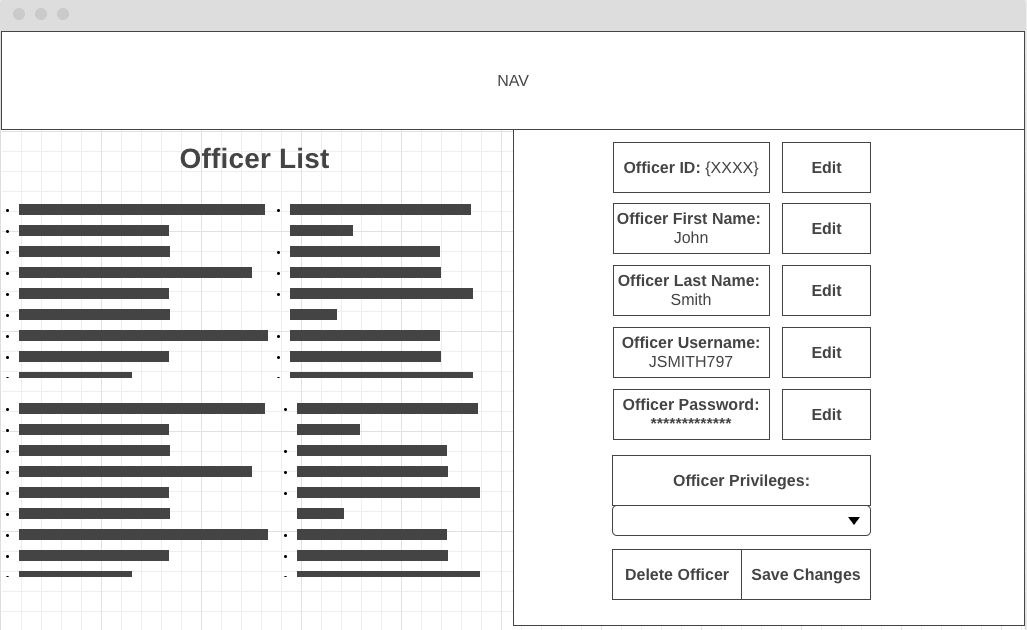 NAV
Officer List
Officer ID: {XXXX}
Edit
Officer First Name:
John
Edit
Officer Last Name:
Smith
Edit
Officer Username:
JSMITH797
Edit
Officer Password:
*************
Edit
Officer Privileges:
Delete Officer
Save Changes